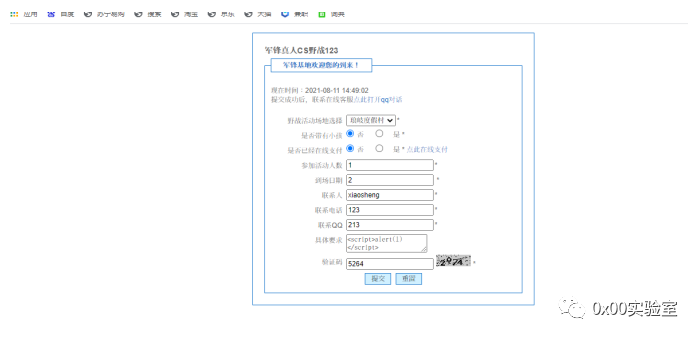 应用 百度 苏宁易购 搜索 淘宝 京东 天猫 兼职 词典
军锋真人CS野战123
军锋基地欢迎您的到来！
现在时间：2021-08-11 14:49:02
提交成功后，联系在线客服点此打开qq对话
野战活动场地选择 琅岐度假村 *
是否带有小孩 否 是 *
是否已经在线支付 否 是 * 点此在线支付
参加活动人数 1 *
到场日期 2 *
联系人 xiaosheng *
联系电话 123 *
联系QQ 213 *
具体要求 <script>alert(1)
</script>
验证码 5264 *
提交 重置
0x00实验室